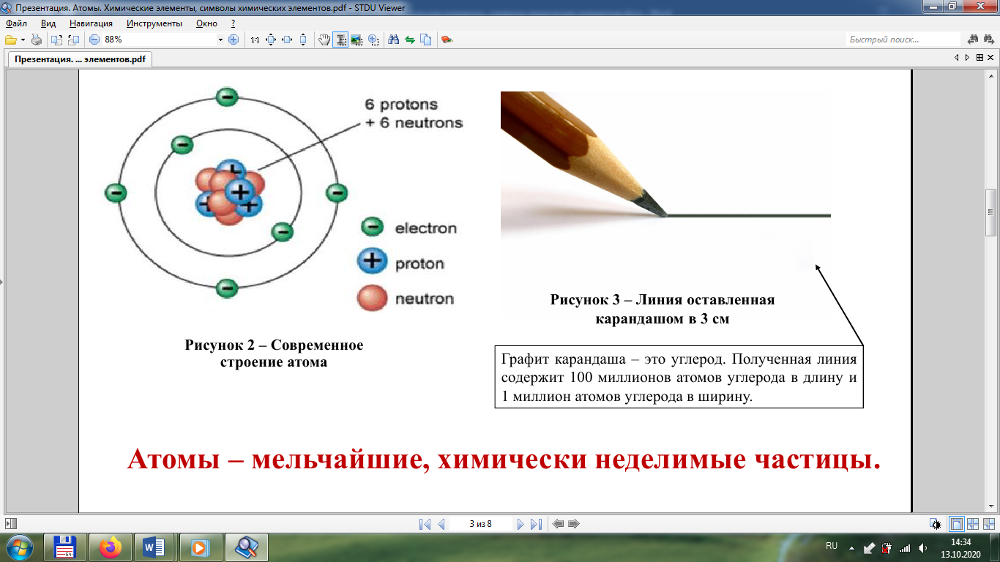 Презентация. Атомы. Химические элементы, символы химических элементов.pdf - STDU Viewer
Файл Вид Навигация Инструменты Окно ?
88%
1:1
Быстрый поиск...
Презентация. ... элементов.pdf
6 protons
+ 6 neutrons
electron
proton
neutron
Рисунок 2 – Современное
строение атома
Рисунок 3 – Линия оставленная
карандашом в 3 см
Графит карандаша – это углерод. Полученная линия
содержит 100 миллионов атомов углерода в длину и
1 миллион атомов углерода в ширину.
Атомы – мельчайшие, химически неделимые частицы.
3 из 8
64
RU
14:34
13.10.2020